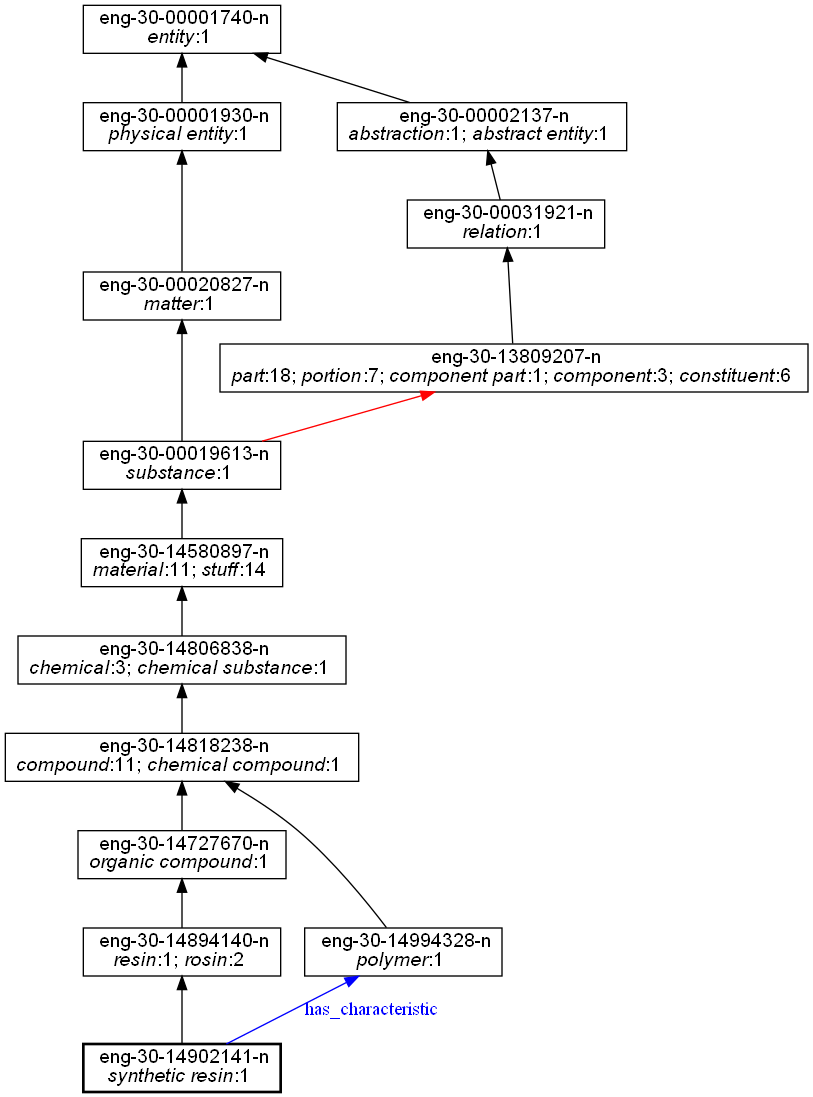 eng-30-00001740-n
entity:1
eng-30-00001930-n
physical entity:1
eng-30-00002137-n
abstraction:1; abstract entity:1
eng-30-00031921-n
relation:1
eng-30-00020827-n
matter:1
eng-30-13809207-n
part:18; portion:7; component part:1; component:3; constituent:6
eng-30-00019613-n
substance:1
eng-30-14580897-n
material:11; stuff:14
eng-30-14806838-n
chemical:3; chemical substance:1
eng-30-14818238-n
compound:11; chemical compound:1
eng-30-14727670-n
organic compound:1
eng-30-14894140-n
resin:1; rosin:2
eng-30-14994328-n
polymer:1
has_characteristic
eng-30-14902141-n
synthetic resin:1